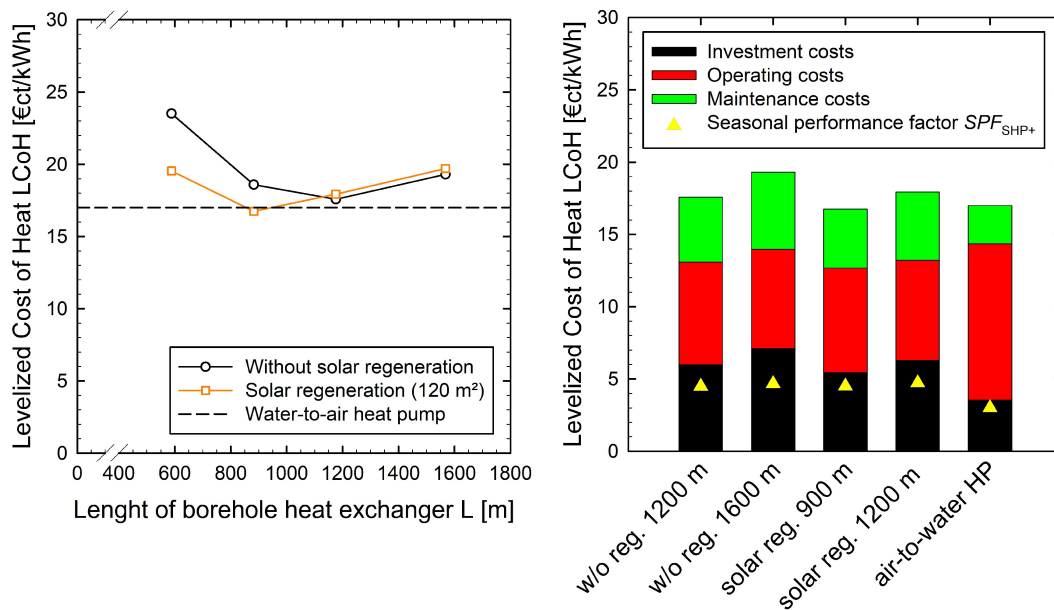 Levelized Cost of Heat LCoH [€ct/kWh]
30
25
20
15
10
5
0
Without solar regeneration
Solar regeneration (120 m²)
Water-to-air heat pump
0 400 600 800 1000 1200 1400 1600 1800
Lenght of borehole heat exchanger L [m]
Levelized Cost of Heat LCoH [€ct/kWh]
30
25
20
15
10
5
0
Investment costs
Operating costs
Maintenance costs
Seasonal performance factor SPF SHP+
w/o reg. 1200 m
w/o reg. 1600 m
solar reg. 900 m
solar reg. 1200 m
air-to-water HP